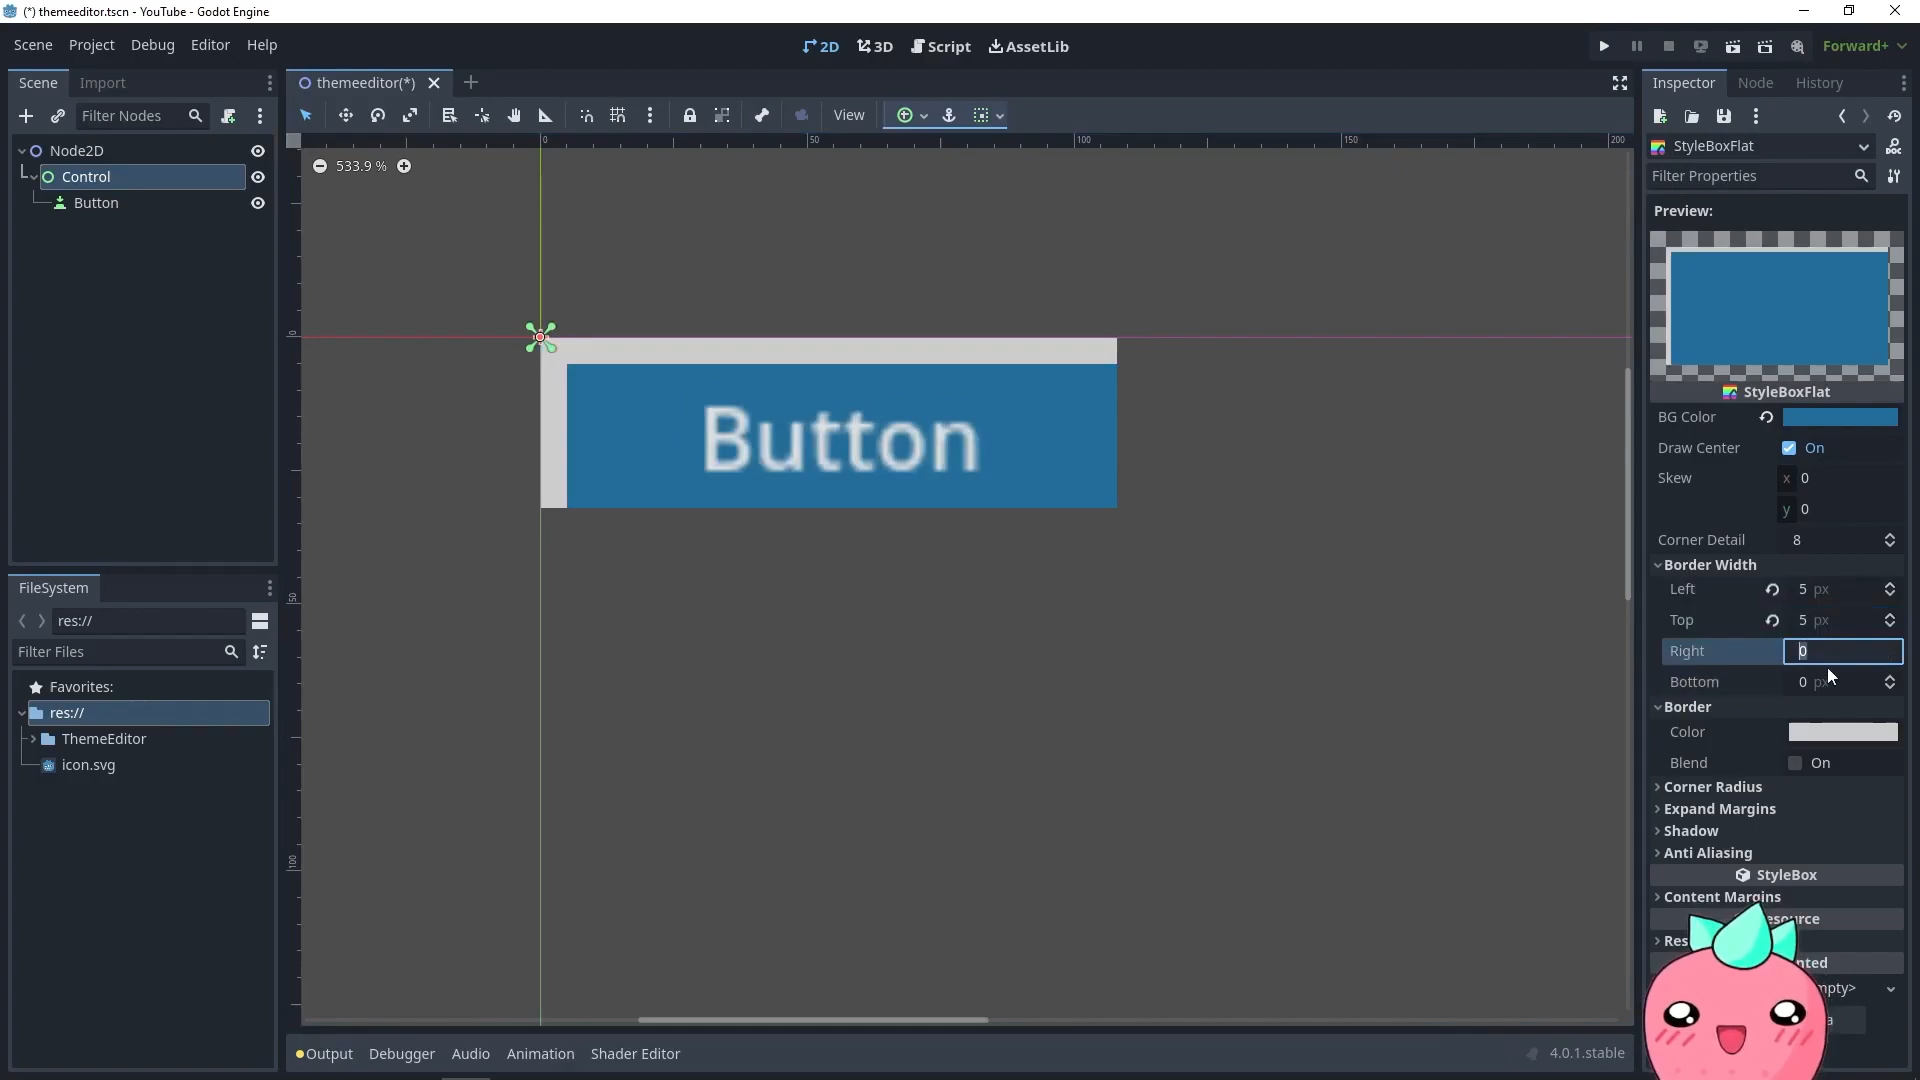 (*) themeeditor.tscn - YouTube - Godot Engine
Scene Project Debug Editor Help
2D 3D Script AssetLib
Forward+
Scene Import
Filter Nodes
Node2D
Control
Button
FileSystem
res://
Filter Files
Favorites:
res://
ThemeEditor
icon.svg
themeeditor(*)
View
0 50 100 150 200
533.9 %
0
50
100
Button
Output Debugger Audio Animation Shader Editor
4.0.1.stable
Inspector Node History
StyleBoxFlat
Filter Properties
Preview:
StyleBoxFlat
BG Color
Draw Center On
Skew x 0
y 0
Corner Detail 8
Border Width
Left 5 px
Top 5 px
Right 0
Bottom 0 px
Border
Color
Blend On
Corner Radius
Expand Margins
Shadow
Anti Aliasing
StyleBox
Content Margins